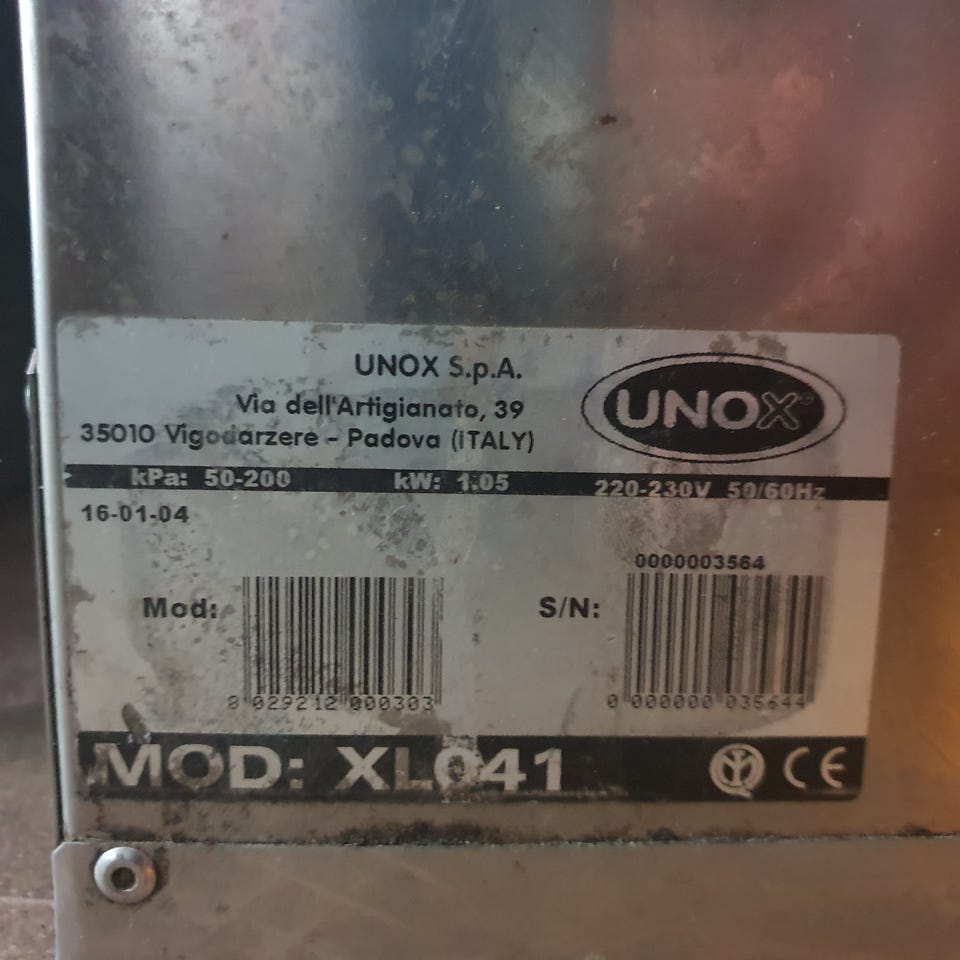 UNOX S.p.A.
Via dell'Artigianato, 39
35010 Vigodarzere - Padova (ITALY)
UNOX
kPa: 50-200 kW: 1.05 220-230V 50/60Hz
16-01-04
0000003564
Mod: S/N:
8 029212 000303 0 000000 035644
MOD: XL041 CE